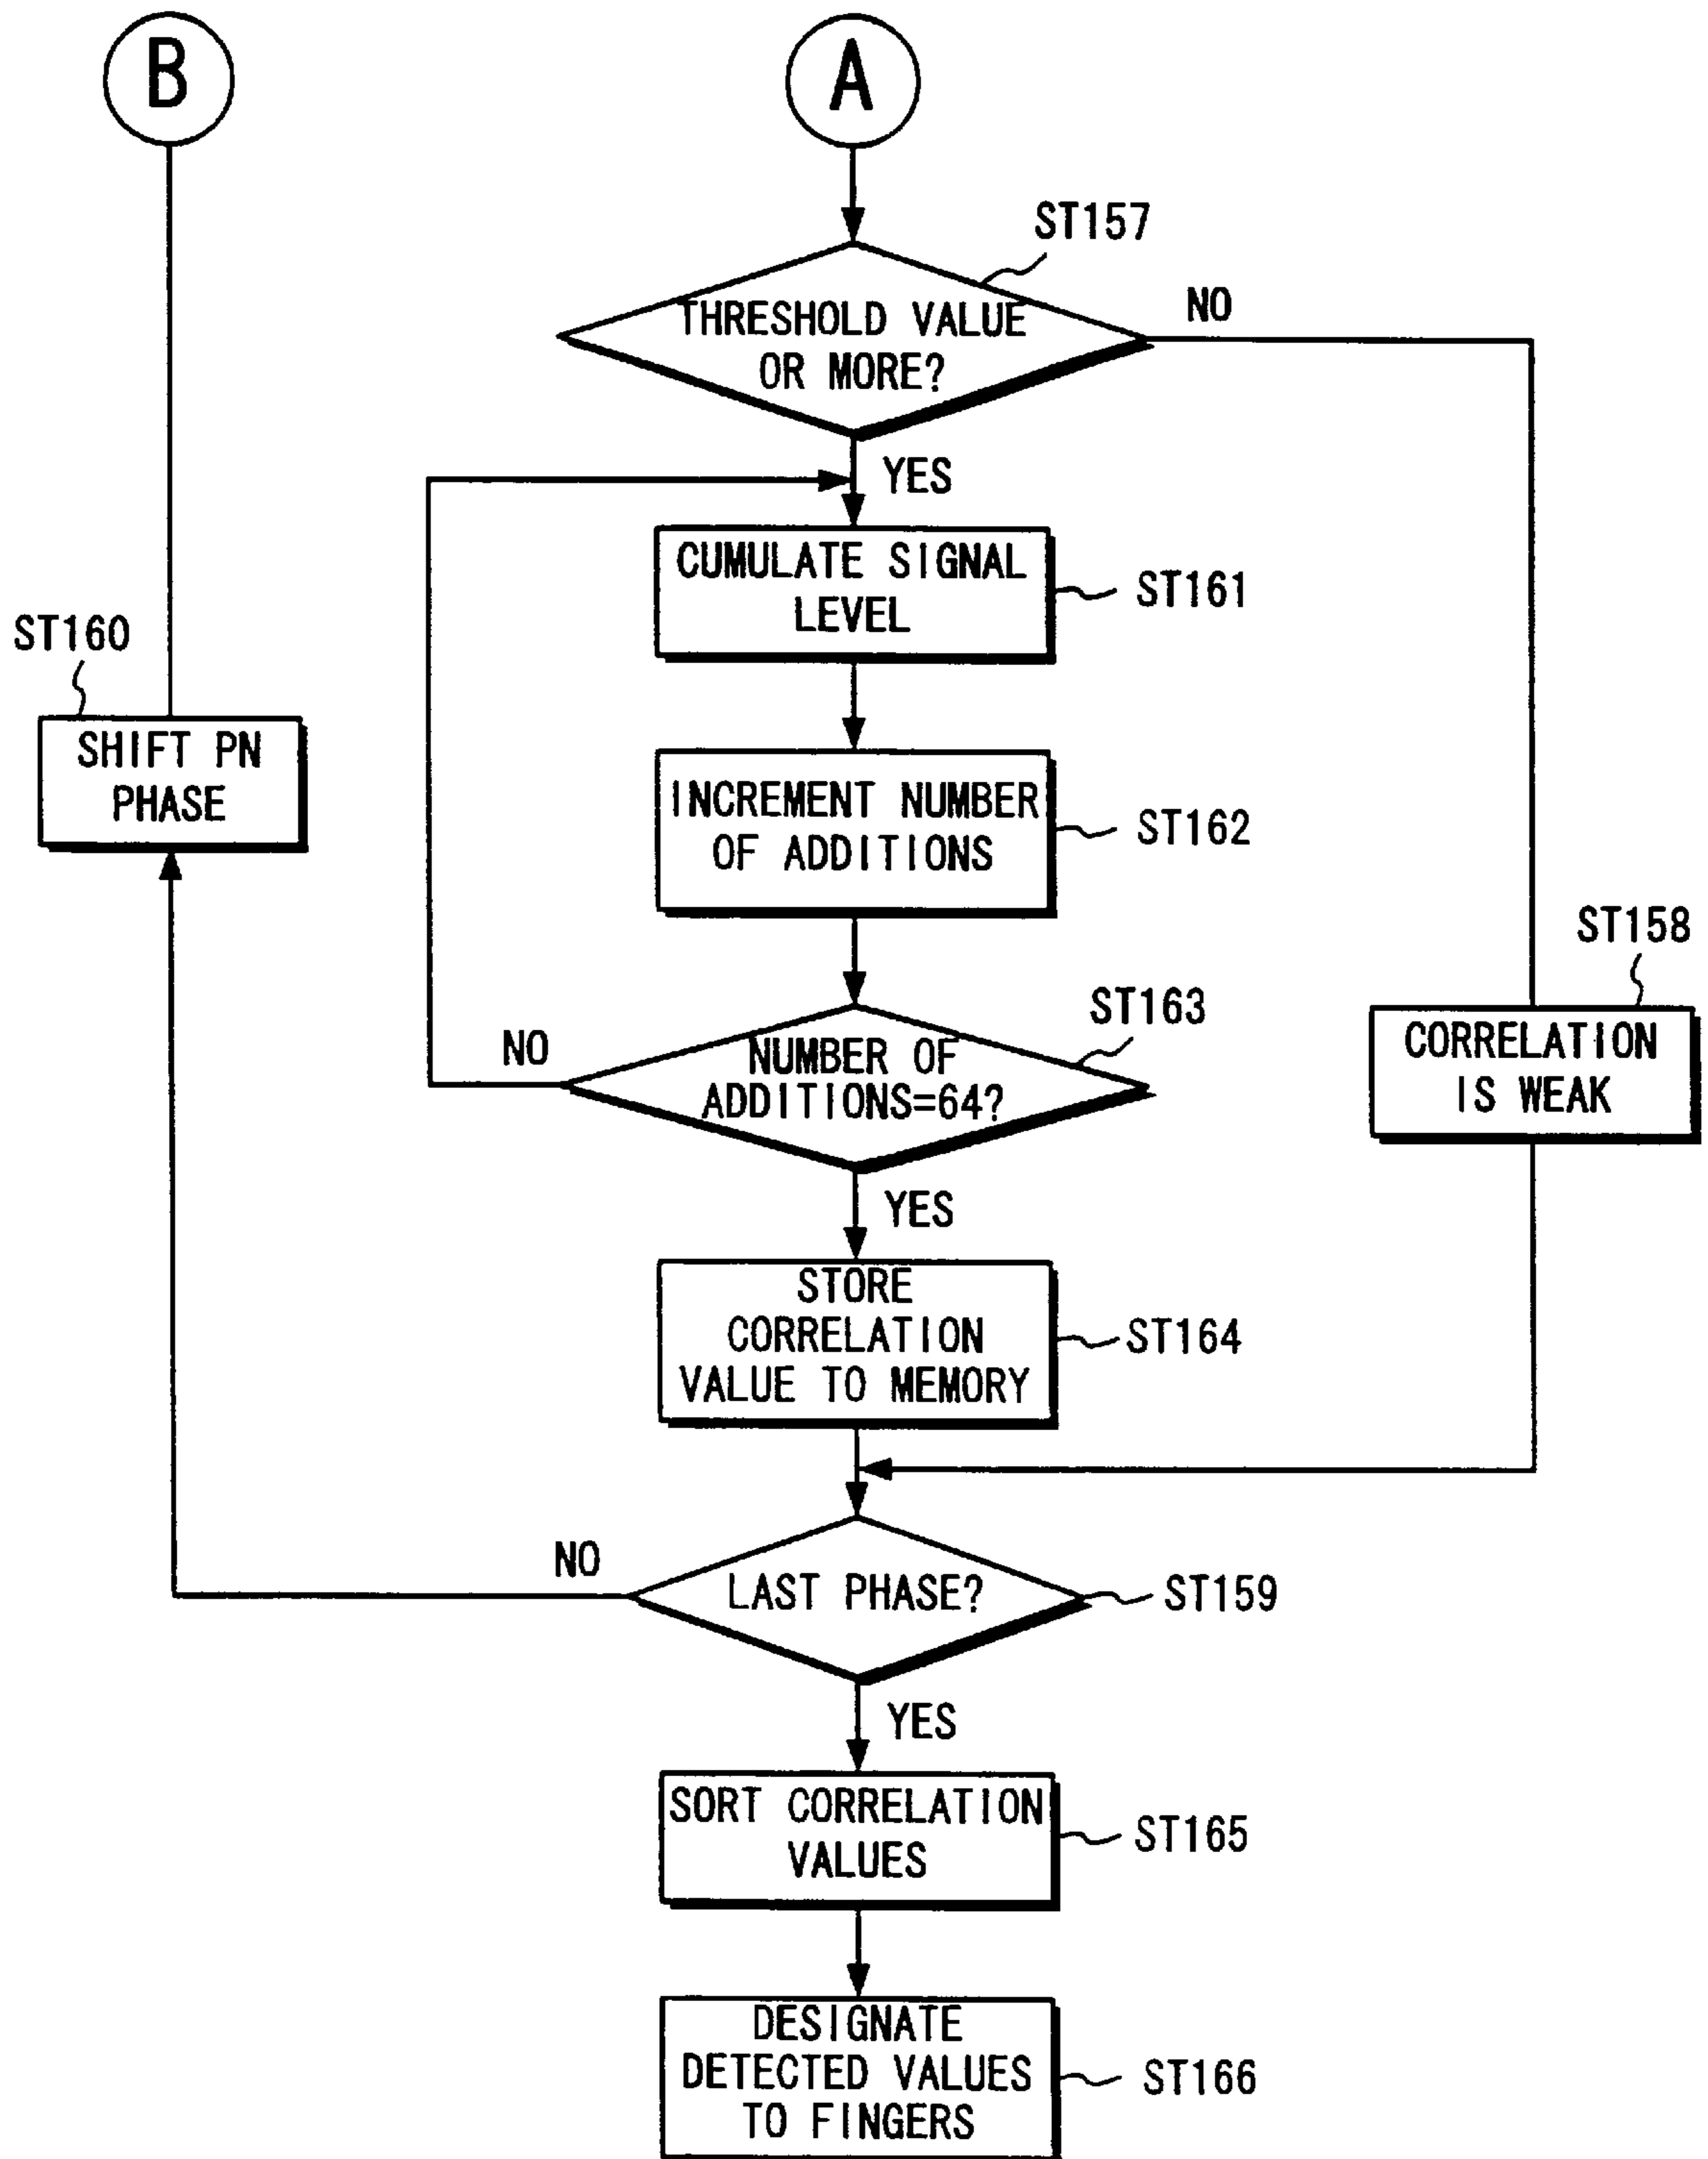 B
A
ST157
THRESHOLD VALUE
OR MORE?
NO
YES
CUMULATE SIGNAL
LEVEL
ST161
ST160
SHIFT PN
PHASE
INCREMENT NUMBER
OF ADDITIONS
ST162
ST158
CORRELATION
IS WEAK
ST163
NUMBER OF
ADDITIONS=64?
NO
YES
STORE
CORRELATION
VALUE TO MEMORY
ST164
NO
LAST PHASE?
ST159
YES
SORT CORRELATION
VALUES
ST165
DESIGNATE
DETECTED VALUES
TO FINGERS
ST166